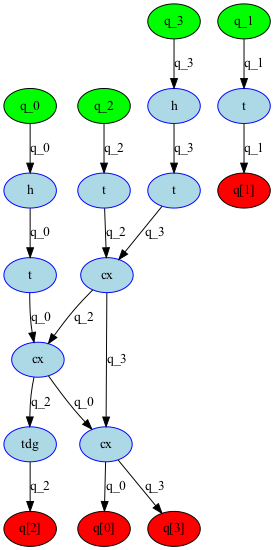 q_3 q_1
q_3 q_1
q_0 q_2 h t
q_0 q_2 q_3 q_1
h t t q[1]
q_0 q_2 q_3
t cx
q_0 q_2
cx q_3
q_2 q_0
tdg cx
q_2 q_0 q_3
q[2] q[0] q[3]